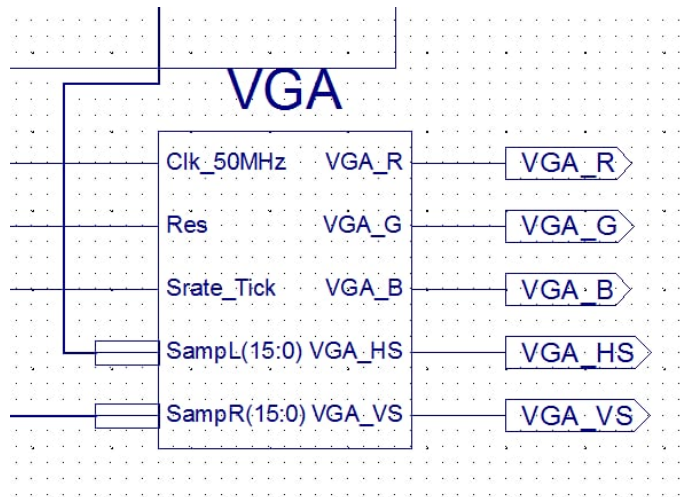 VGA
Clk_50MHz VGA_R VGA_R
Res VGA_G VGA_G
Srate_Tick VGA_B VGA_B
SampL(15:0) VGA_HS VGA_HS
SampR(15:0) VGA_VS VGA_VS